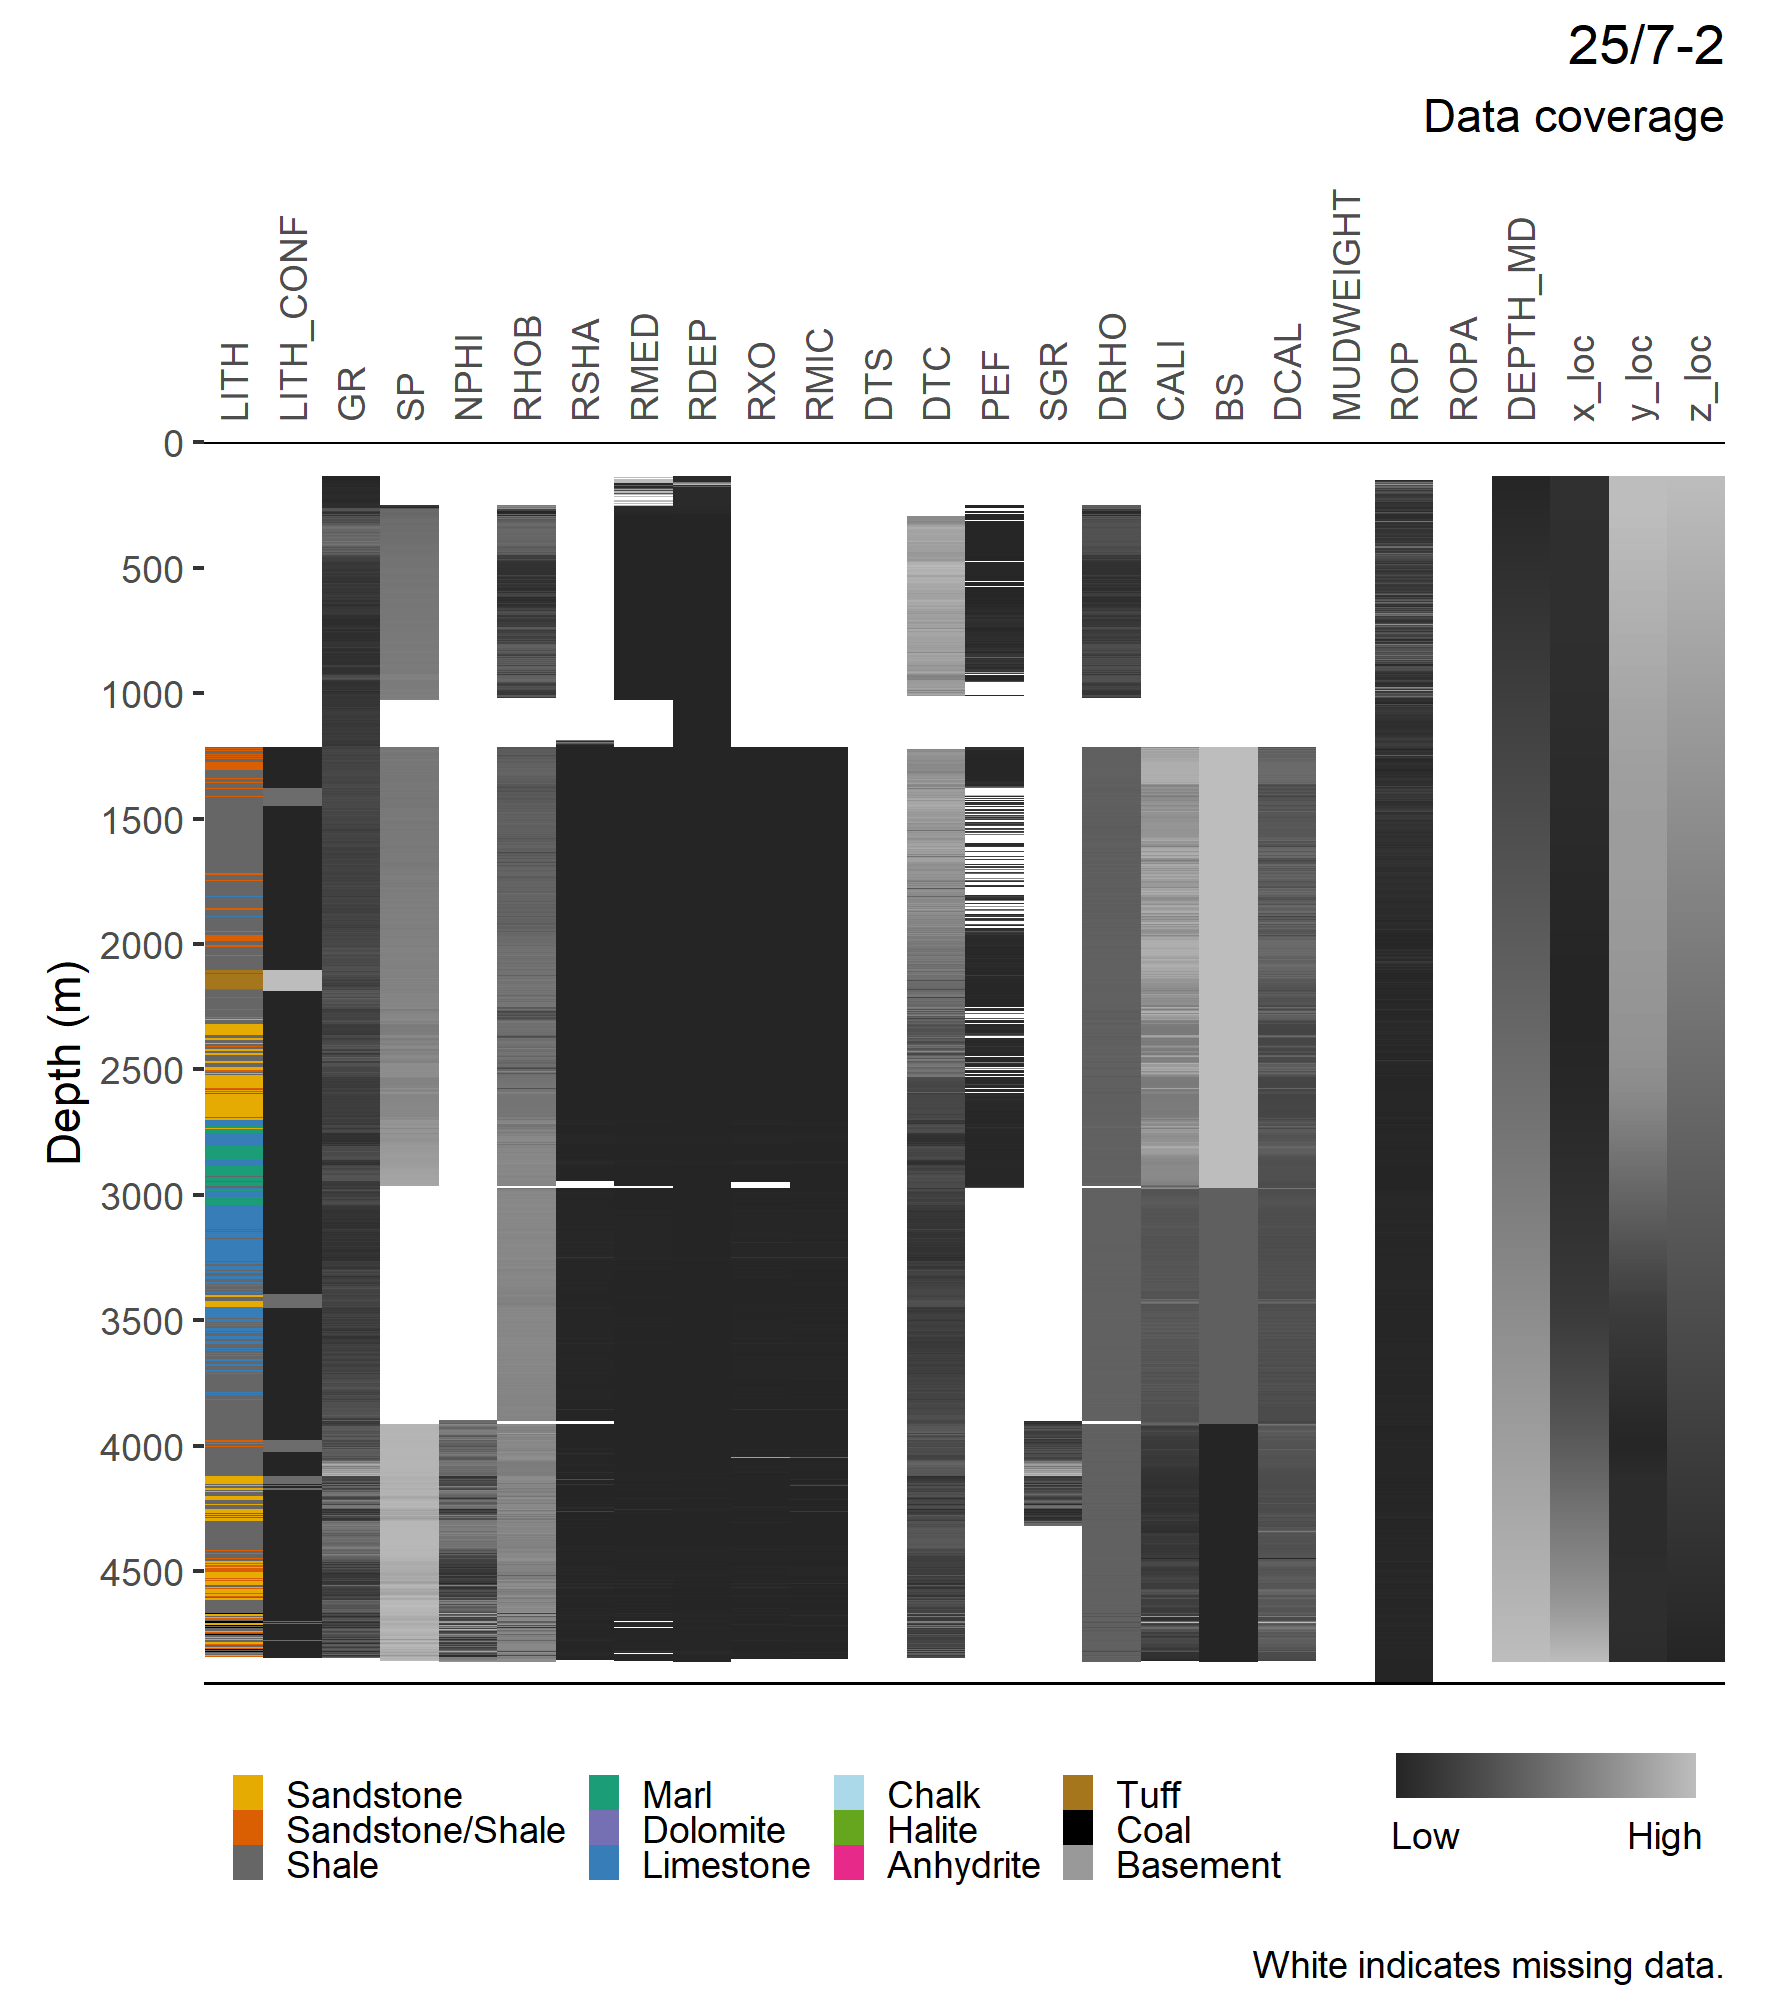 25/7-2
Data coverage
LITH
LITH_CONF
GR
SP
NPHI
RHOB
RSHA
RMED
RDEP
RXO
RMIC
DTS
DTC
PEF
SGR
DRHO
CALI
BS
DCAL
MUDWEIGHT
ROP
ROPA
DEPTH_MD
x_loc
y_loc
z_loc
Depth (m)
0
500
1000
1500
2000
2500
3000
3500
4000
4500
Sandstone
Sandstone/Shale
Shale
Marl
Dolomite
Limestone
Chalk
Halite
Anhydrite
Tuff
Coal
Basement
Low High
White indicates missing data.